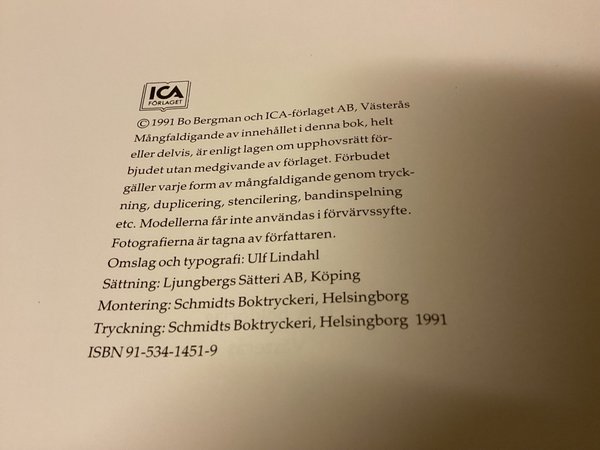 ICA
FÖRLAGET
© 1991 Bo Bergman och ICA-förlaget AB, Västerås
Mångfaldigande av innehållet i denna bok, helt
eller delvis, är enligt lagen om upphovsrätt för-
bjudet utan medgivande av förlaget. Förbudet
gäller varje form av mångfaldigande genom tryck-
ning, duplicering, stencilering, bandinspelning
etc. Modellerna får inte användas i förvärvssyfte.
Fotografierna är tagna av författaren.
Omslag och typografi: Ulf Lindahl
Sättning: Ljungbergs Sätteri AB, Köping
Montering: Schmidts Boktryckeri, Helsingborg
Tryckning: Schmidts Boktryckeri, Helsingborg 1991
ISBN 91-534-1451-9